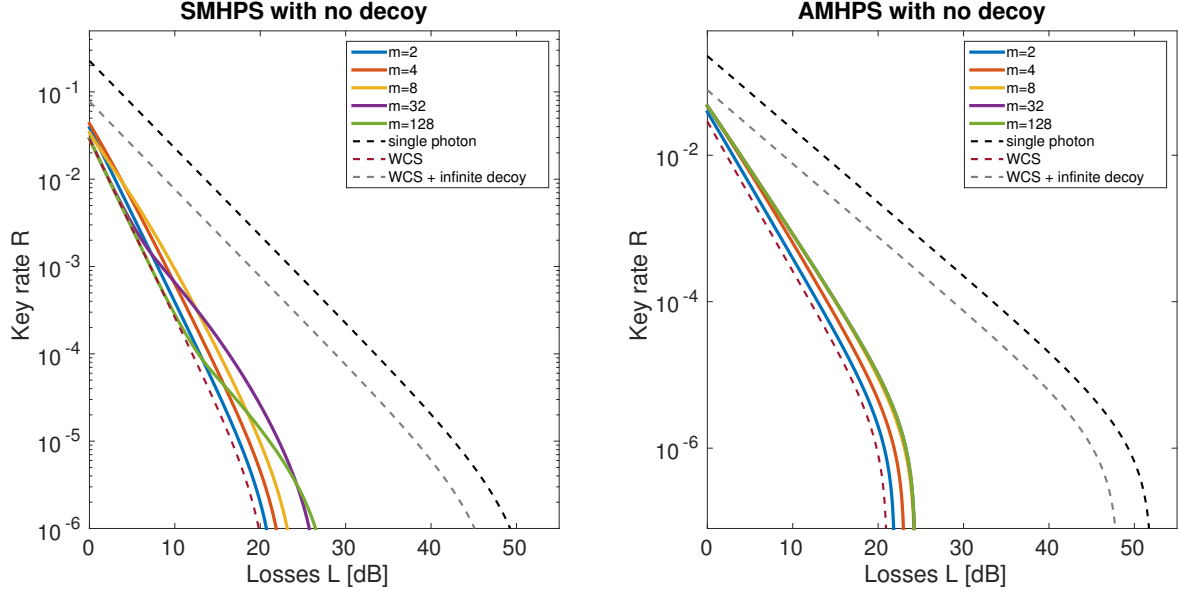 SMHPS with no decoy
Key rate R
10^-1
10^-2
10^-3
10^-4
10^-5
10^-6
m=2
m=4
m=8
m=32
m=128
single photon
WCS
WCS + infinite decoy
0 10 20 30 40 50
Losses L [dB]
AMHPS with no decoy
Key rate R
10^-2
10^-4
10^-6
m=2
m=4
m=8
m=32
m=128
single photon
WCS
WCS + infinite decoy
0 10 20 30 40 50
Losses L [dB]